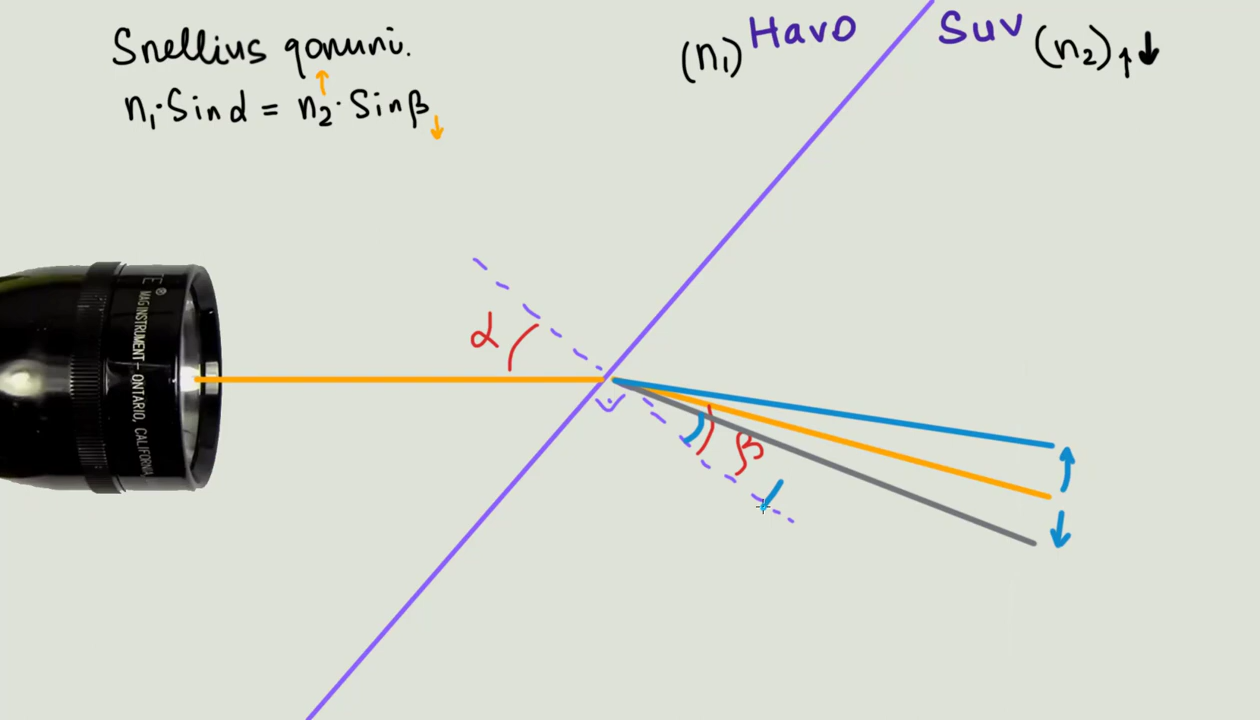 Snellius qonuni.
n₁·Sinα = n₂·Sinβ
(n₁) Havo
Suv (n₂)
α
β
MAG INSTRUMENT – ONTARIO, CALIFORNIA